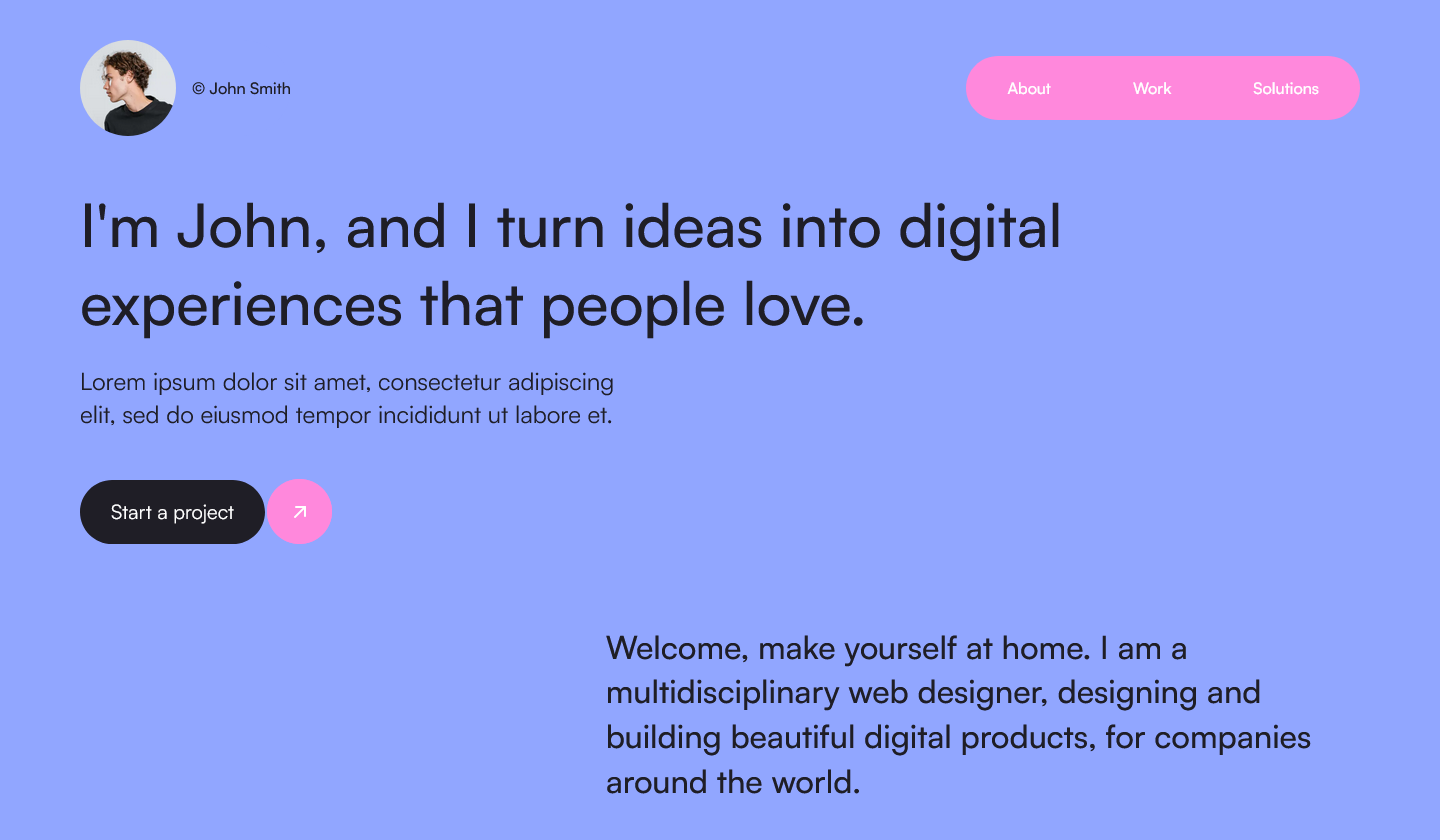 © John Smith
About Work Solutions
I'm John, and I turn ideas into digital
experiences that people love.
Lorem ipsum dolor sit amet, consectetur adipiscing
elit, sed do eiusmod tempor incididunt ut labore et.
Start a project
Welcome, make yourself at home. I am a
multidisciplinary web designer, designing and
building beautiful digital products, for companies
around the world.